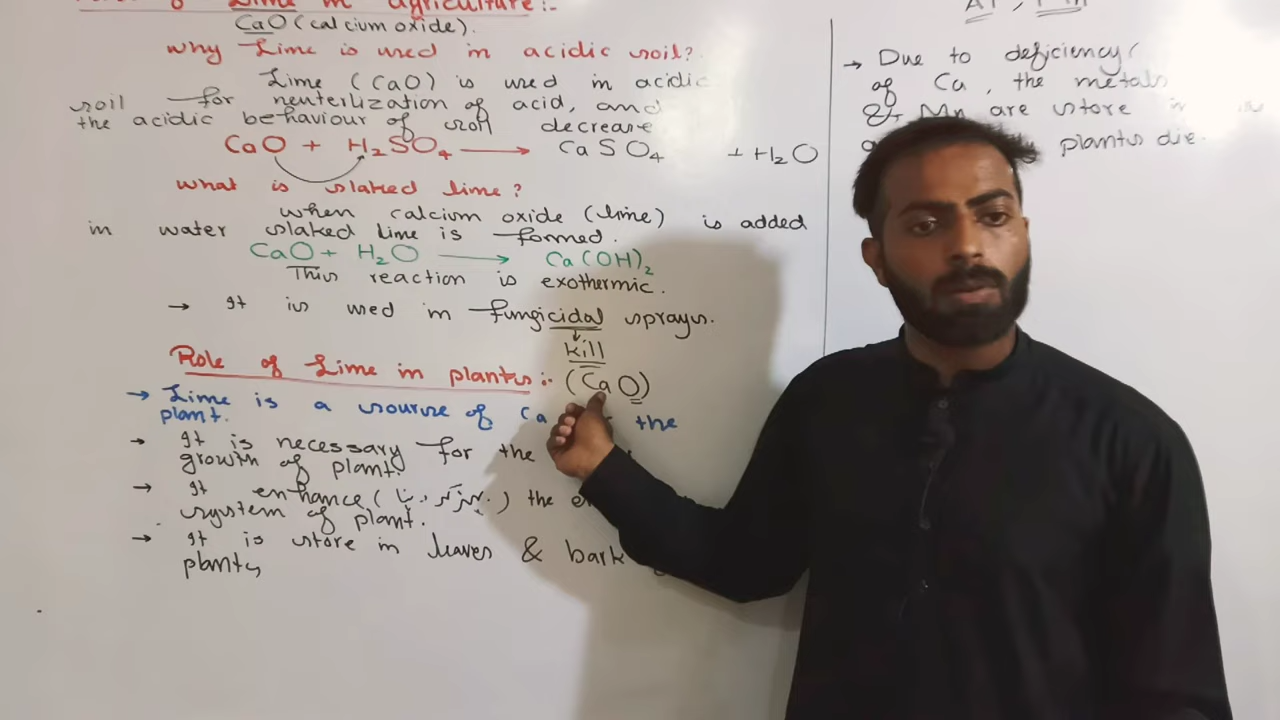 of Lime in agriculture:-
CaO (calcium oxide).
why Lime is used in acidic soil?
Lime (CaO) is used in acidic
soil for neuterlization of acid, and
the acidic behaviour of soil decrease
CaO + H₂SO₄ → CaSO₄ + H₂O
what is slaked lime?
when calcium oxide (lime) is added
in water slaked lime is formed.
CaO + H₂O → Ca(OH)₂
This reaction is exothermic.
→ It is used in fungicidal sprays.
kill
Role of Lime in plants:- (CaO)
→ Lime is a source of Ca the
plant.
→ It is necessary for the
growth of plant.
→ It enhance ( ) the
system of plant.
→ It is store in leaves & bark
plants
→ Due to deficiency
of Ca, the metals
& Mn are store
plants die.